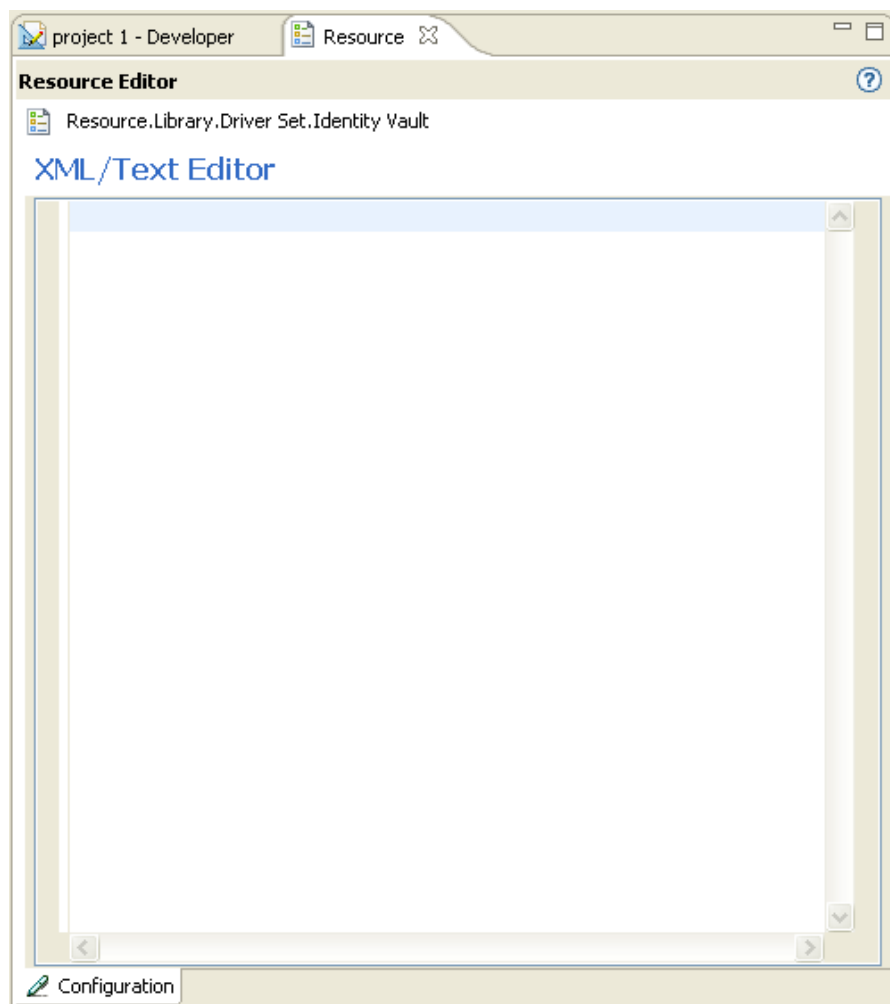 project 1 - Developer
Resource
Resource Editor
Resource.Library.Driver Set.Identity Vault
XML/Text Editor
Configuration